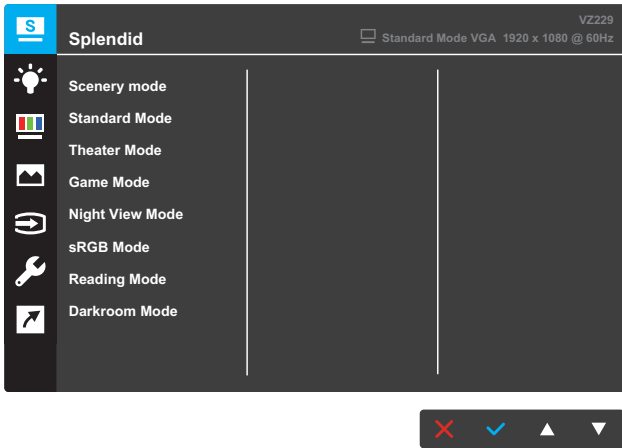 S
VZ229
Splendid
Standard Mode VGA 1920 x 1080 @ 60Hz
Scenery mode
Standard Mode
Theater Mode
Game Mode
Night View Mode
sRGB Mode
Reading Mode
Darkroom Mode